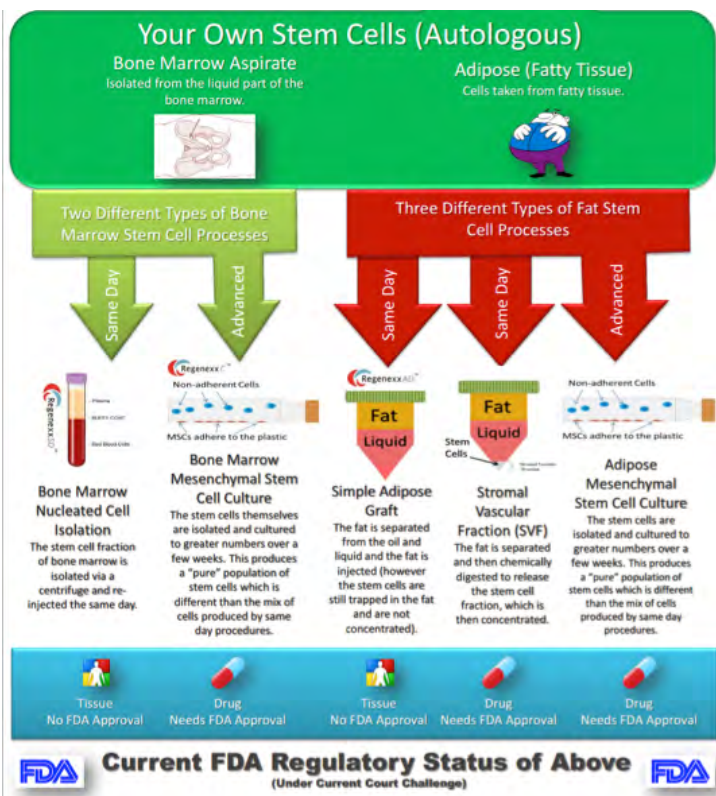 Your Own Stem Cells (Autologous)
Bone Marrow Aspirate
Isolated from the liquid part of the
bone marrow.
Adipose (Fatty Tissue)
Cells taken from fatty tissue.
Two Different Types of Bone
Marrow Stem Cell Processes
Three Different Types of Fat Stem
Cell Processes
Same Day
Advanced
Same Day
Same Day
Advanced
RegenexxSD™
Plasma
BUFFY COAT
Red Blood Cells
Bone Marrow
Nucleated Cell
Isolation
The stem cell fraction
of bone marrow is
isolated via a
centrifuge and re-
injected the same day.
RegenexxC™
Non-adherent Cells
MSCs adhere to the plastic
Bone Marrow
Mesenchymal Stem
Cell Culture
The stem cells themselves
are isolated and cultured
to greater numbers over a
few weeks. This produces
a "pure" population of
stem cells which is
different than the mix of
cells produced by same
day procedures.
RegenexxAD™
Fat
Liquid
Simple Adipose
Graft
The fat is separated
from the oil and
liquid and the fat is
injected (however
the stem cells are
still trapped in the fat
and are not
concentrated).
Fat
Liquid
Stem
Cells
Stromal
Vascular
Fraction (SVF)
The fat is separated
and then chemically
digested to release
the stem cell
fraction, which is
then concentrated.
Non-adherent Cells
MSCs adhere to the plastic
Adipose
Mesenchymal
Stem Cell Culture
The stem cells are
isolated and cultured to
greater numbers over a
few weeks. This produces
a "pure" population of
stem cells which is different
than the mix of cells
produced by same day
procedures.
Tissue
No FDA Approval
Drug
Needs FDA Approval
Tissue
No FDA Approval
Drug
Needs FDA Approval
Drug
Needs FDA Approval
FDA
Current FDA Regulatory Status of Above
(Under Current Court Challenge)
FDA